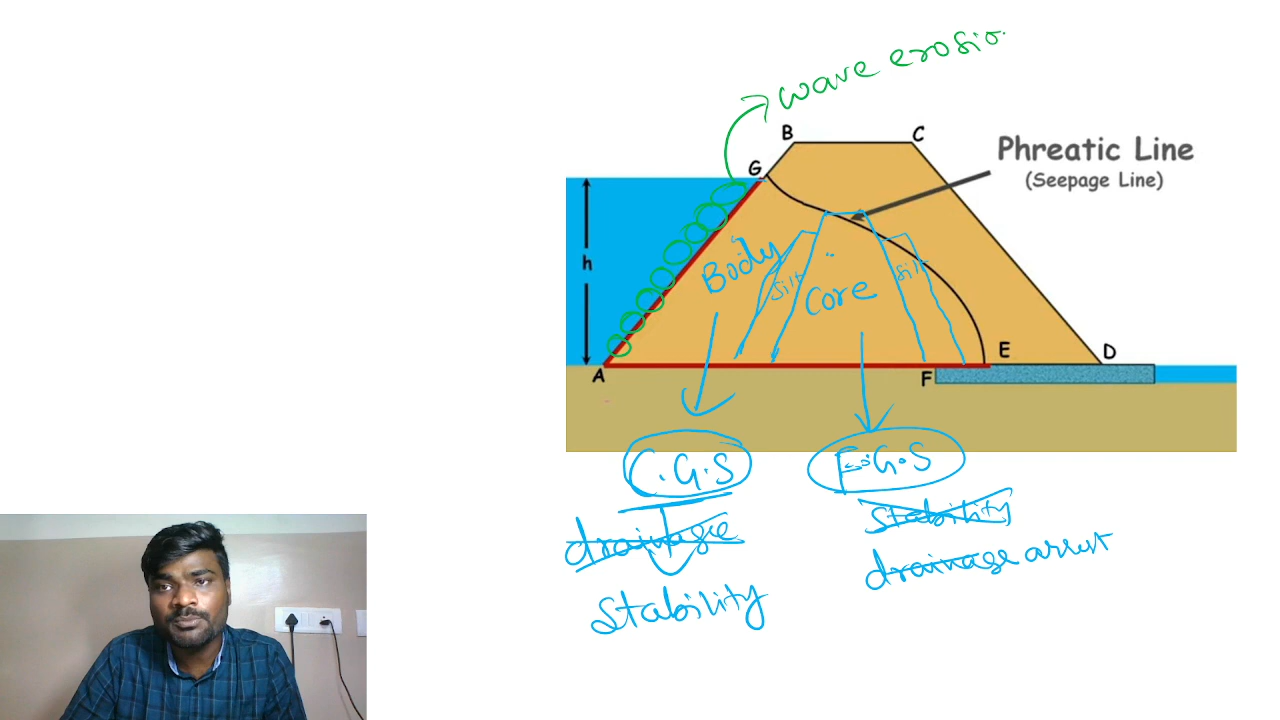 wave erosio
B
C
Phreatic Line
(Seepage Line)
G
h
Body
Silt
Core
Silt
A
E
D
F
C.G.S
F.G.S
drainage
Stability
stability
drainage arrest